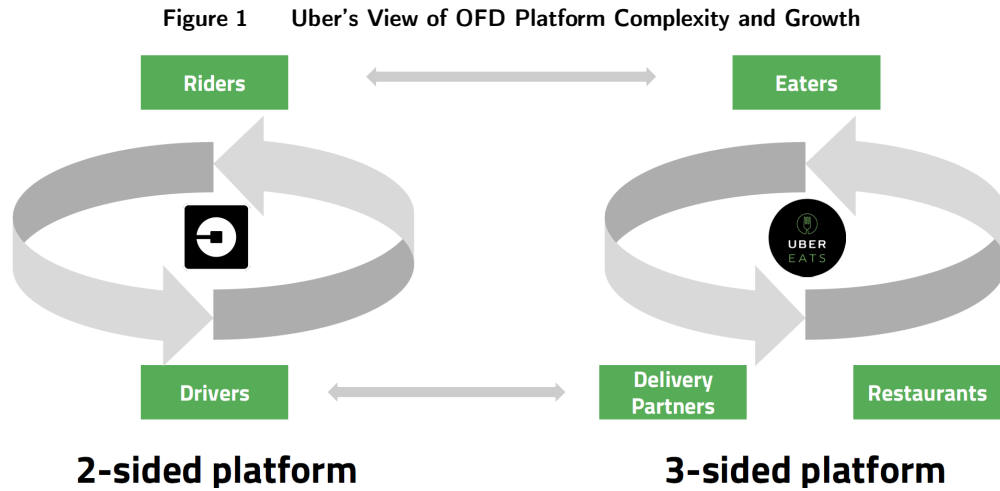 Figure 1 Uber's View of OFD Platform Complexity and Growth
Riders
Eaters
UBER
EATS
Drivers
Delivery
Partners
Restaurants
2-sided platform
3-sided platform